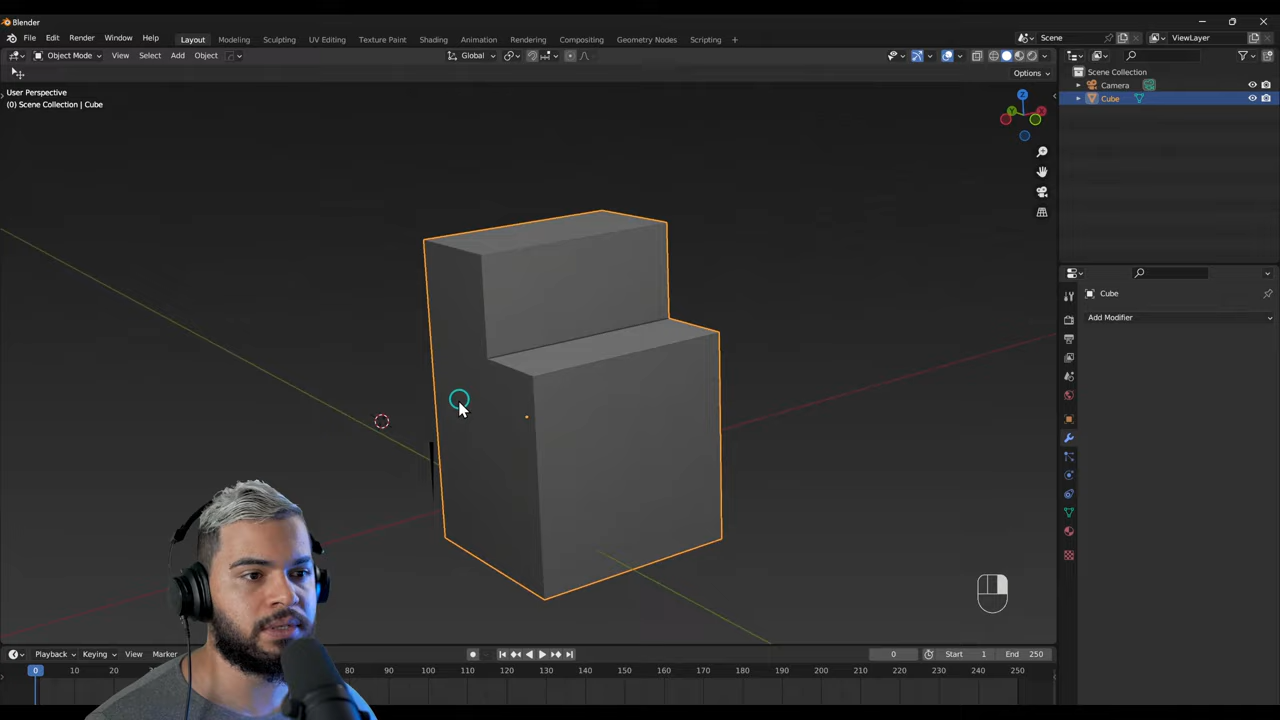 Blender
File Edit Render Window Help Layout Modeling Sculpting UV Editing Texture Paint Shading Animation Rendering Compositing Geometry Nodes Scripting + Scene ViewLayer
Object Mode View Select Add Object Global
Options
User Perspective
(0) Scene Collection | Cube
Z
Y
X
Scene Collection
Camera
Cube
Cube
Add Modifier
Playback Keying View Marker 0 Start 1 End 250
0 10 20 80 90 100 110 120 130 140 150 160 170 180 190 200 210 220 230 240 250